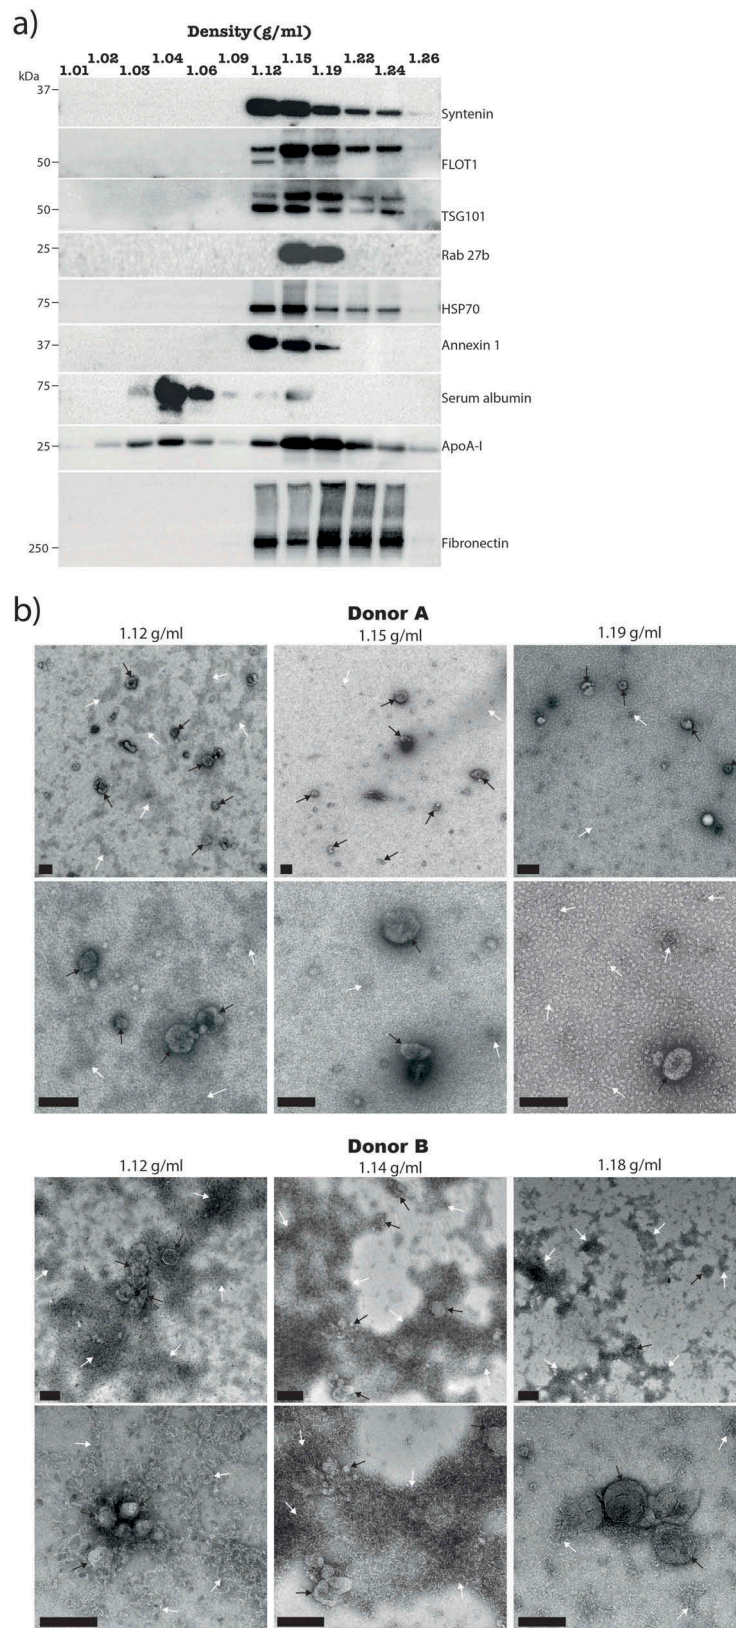 a)
Density(g/ml)
1.02 1.04 1.09 1.15 1.22 1.26
1.01 1.03 1.06 1.12 1.19 1.24
kDa
37
Syntenin
50
FLOT1
50
TSG101
25
Rab 27b
75
HSP70
37
Annexin 1
75
Serum albumin
25
ApoA-I
250
Fibronectin
b)
Donor A
1.12 g/ml 1.15 g/ml 1.19 g/ml
Donor B
1.12 g/ml 1.14 g/ml 1.18 g/ml